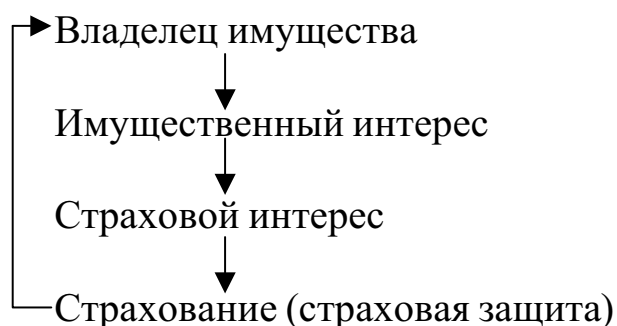 Владелец имущества
Имущественный интерес
Страховой интерес
Страхование (страховая защита)